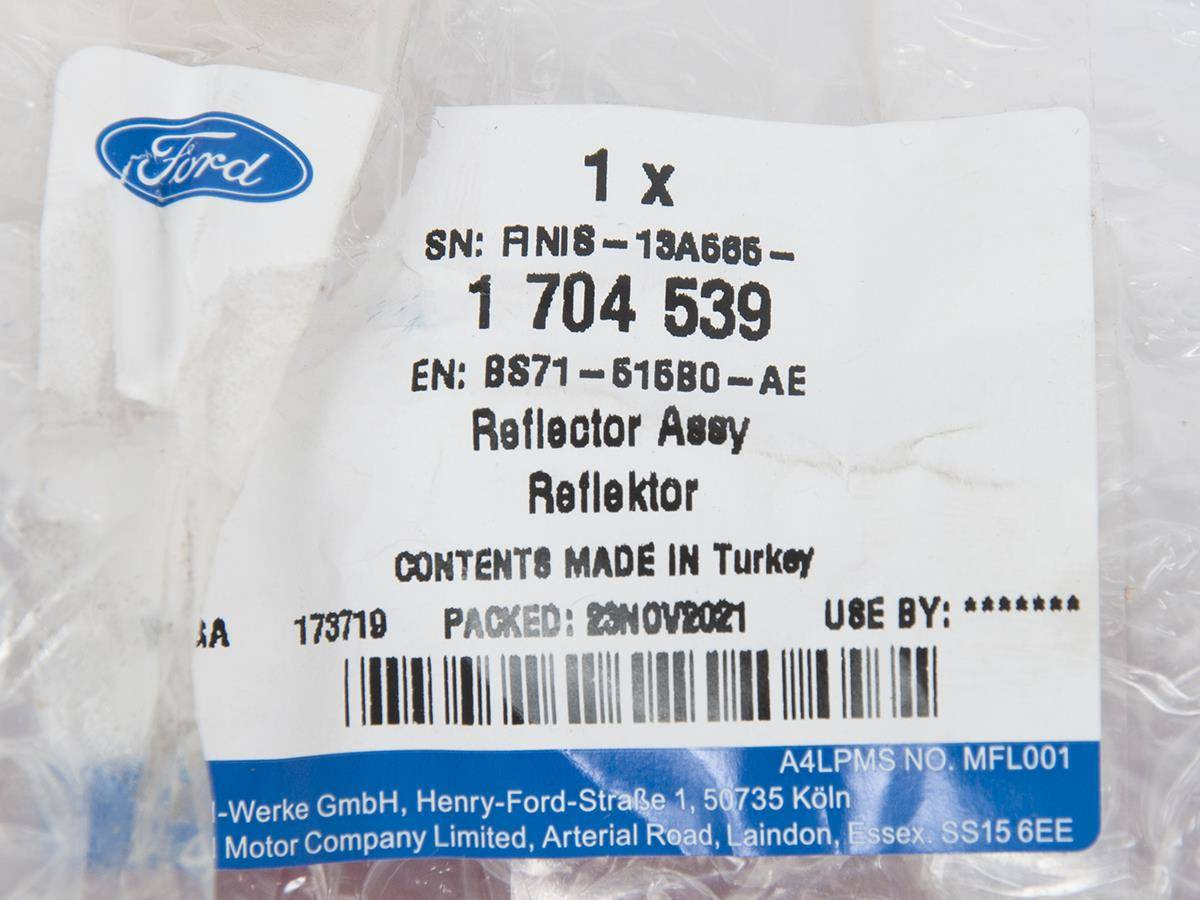 Ford
1 x
SN: FINIS-13A565-
1 704 539
EN: BS71-515B0-AE
Reflector Assy
Reflektor
CONTENTS MADE IN Turkey
173719 PACKED: 23NOV2021 USE BY: *******
A4LPMS NO. MFL001
-Werke GmbH, Henry-Ford-Straße 1, 50735 Köln
Motor Company Limited, Arterial Road, Laindon, Essex. SS15 6EE